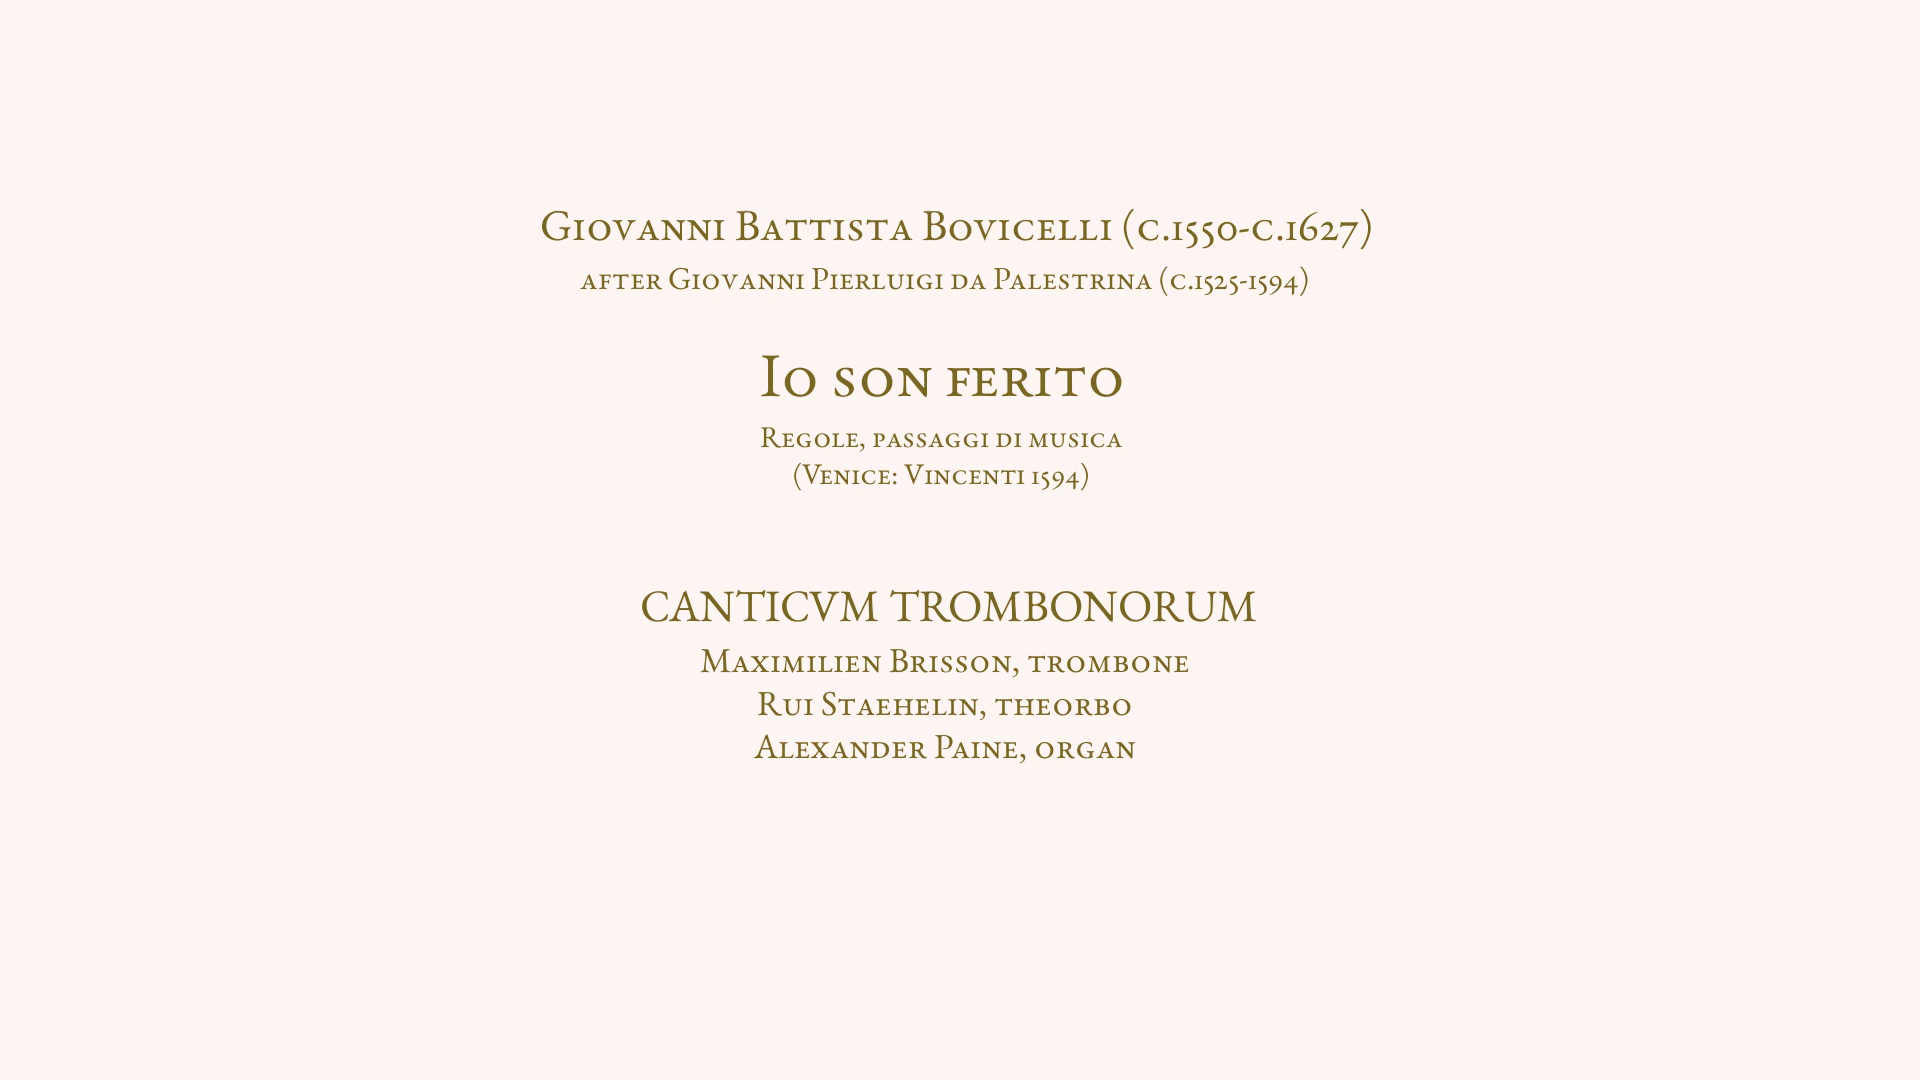 Giovanni Battista Bovicelli (c.1550-c.1627)
after Giovanni Pierluigi da Palestrina (c.1525-1594)
Io son ferito
Regole, passaggi di musica
(Venice: Vincenti 1594)
CANTICVM TROMBONORUM
Maximilien Brisson, trombone
Rui Staehelin, theorbo
Alexander Paine, organ